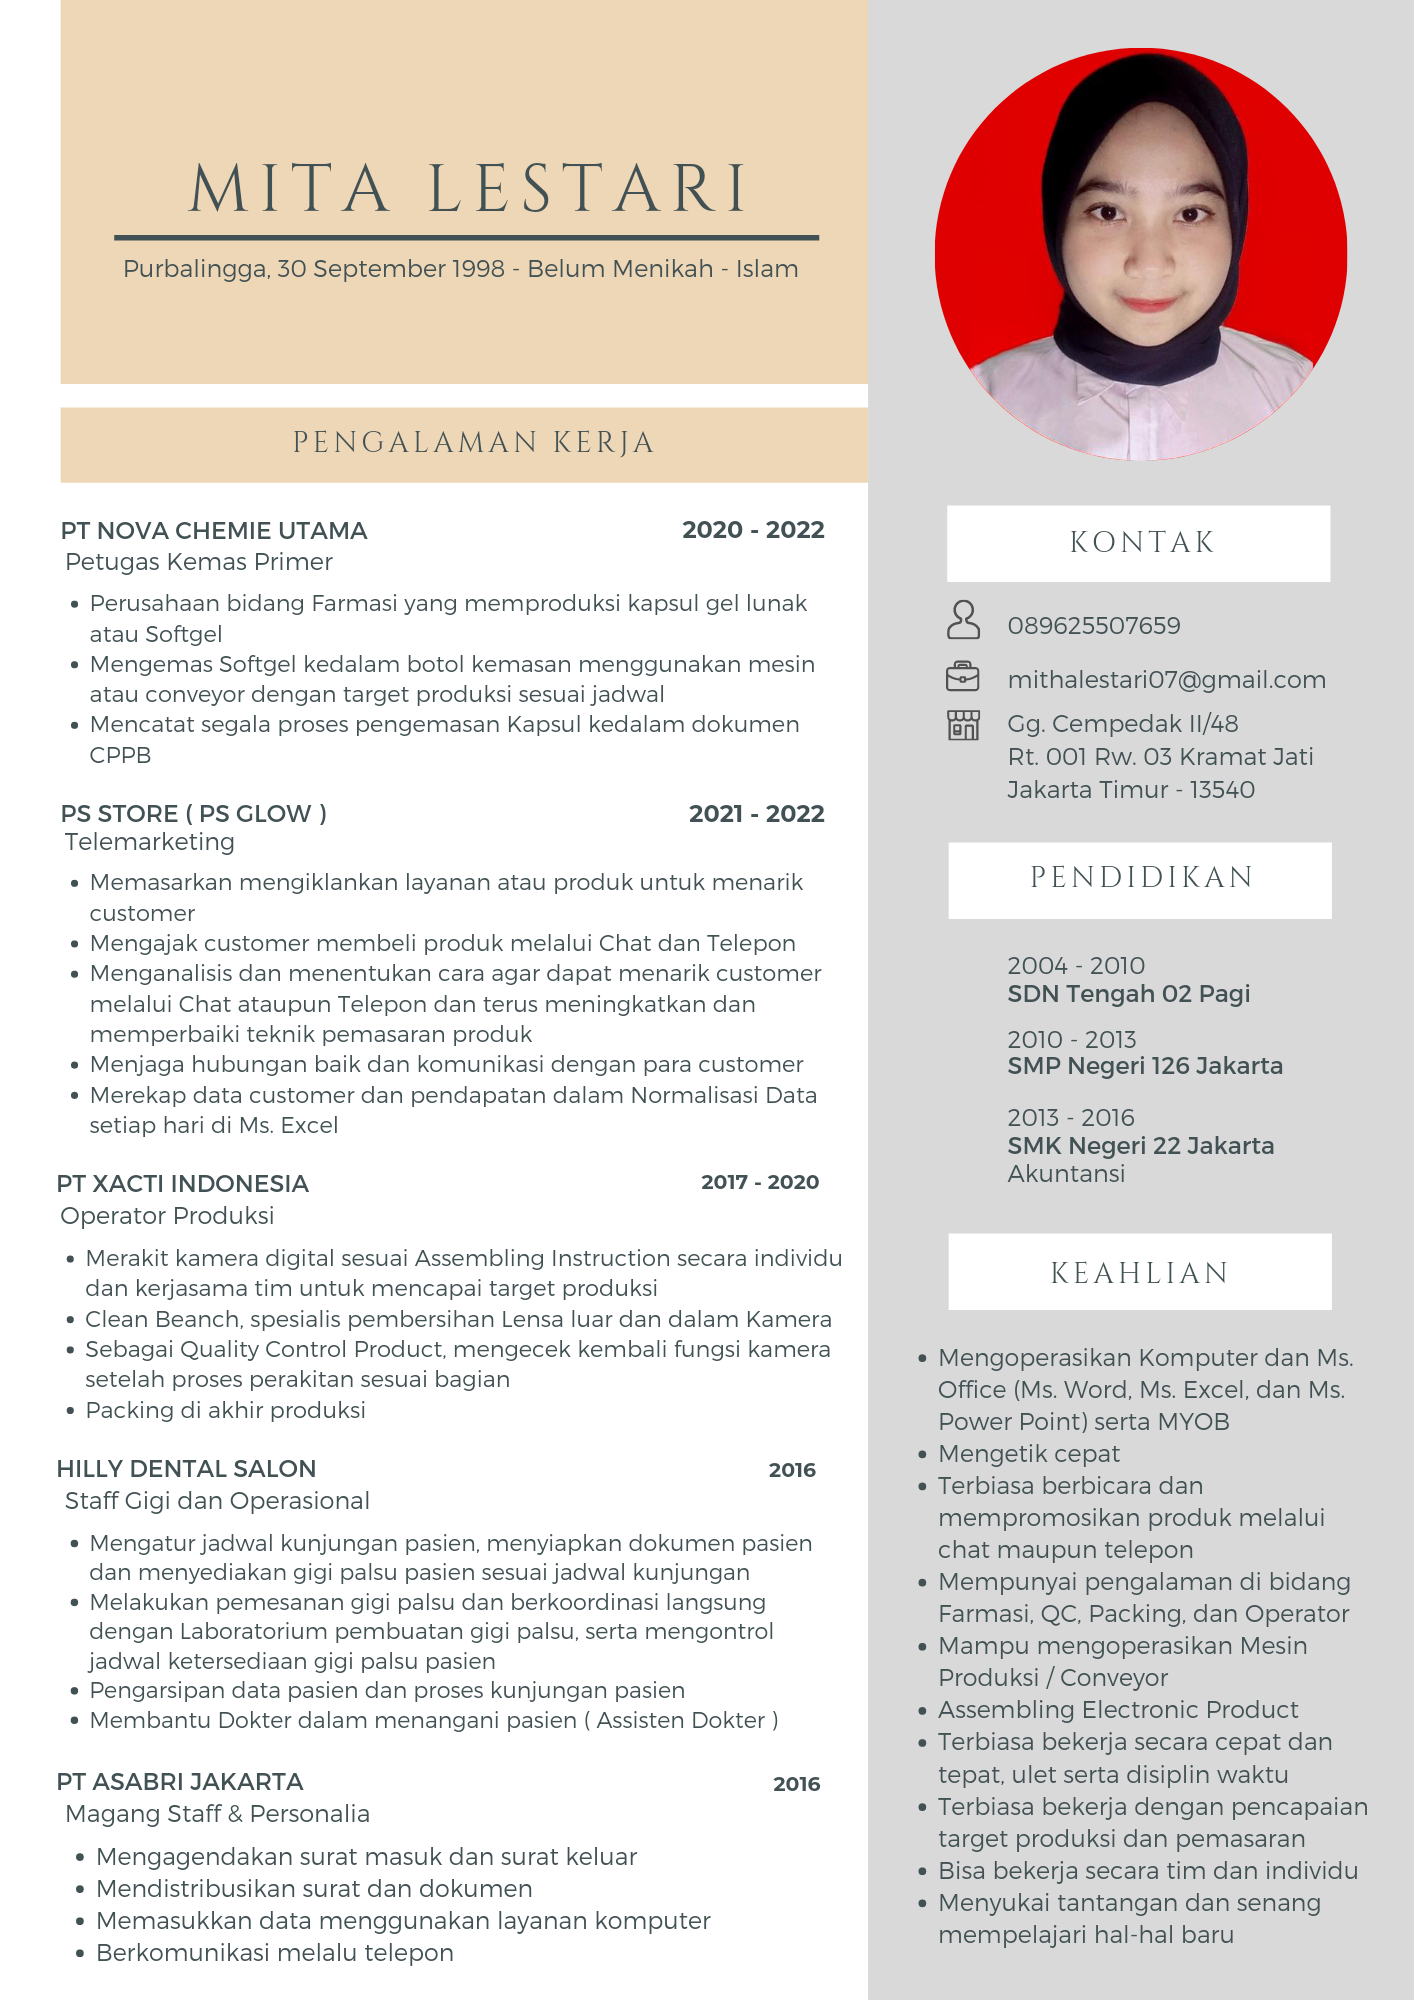 MITA LESTARI
Purbalingga, 30 September 1998 - Belum Menikah - Islam
PENGALAMAN KERJA
PT NOVA CHEMIE UTAMA
2020 - 2022
Petugas Kemas Primer
• Perusahaan bidang Farmasi yang memproduksi kapsul gel lunak
atau Softgel
• Mengemas Softgel kedalam botol kemasan menggunakan mesin
atau conveyor dengan target produksi sesuai jadwal
• Mencatat segala proses pengemasan Kapsul kedalam dokumen
CPPB
PS STORE ( PS GLOW )
2021 - 2022
Telemarketing
• Memasarkan mengiklankan layanan atau produk untuk menarik
customer
• Mengajak customer membeli produk melalui Chat dan Telepon
• Menganalisis dan menentukan cara agar dapat menarik customer
melalui Chat ataupun Telepon dan terus meningkatkan dan
memperbaiki teknik pemasaran produk
• Menjaga hubungan baik dan komunikasi dengan para customer
• Merekap data customer dan pendapatan dalam Normalisasi Data
setiap hari di Ms. Excel
PT XACTI INDONESIA
2017 - 2020
Operator Produksi
• Merakit kamera digital sesuai Assembling Instruction secara individu
dan kerjasama tim untuk mencapai target produksi
• Clean Beanch, spesialis pembersihan Lensa luar dan dalam Kamera
• Sebagai Quality Control Product, mengecek kembali fungsi kamera
setelah proses perakitan sesuai bagian
• Packing di akhir produksi
HILLY DENTAL SALON
2016
Staff Gigi dan Operasional
• Mengatur jadwal kunjungan pasien, menyiapkan dokumen pasien
dan menyediakan gigi palsu pasien sesuai jadwal kunjungan
• Melakukan pemesanan gigi palsu dan berkoordinasi langsung
dengan Laboratorium pembuatan gigi palsu, serta mengontrol
jadwal ketersediaan gigi palsu pasien
• Pengarsipan data pasien dan proses kunjungan pasien
• Membantu Dokter dalam menangani pasien ( Assisten Dokter )
PT ASABRI JAKARTA
2016
Magang Staff & Personalia
• Mengagendakan surat masuk dan surat keluar
• Mendistribusikan surat dan dokumen
• Memasukkan data menggunakan layanan komputer
• Berkomunikasi melalu telepon
KONTAK
089625507659
mithalestari07@gmail.com
Gg. Cempedak II/48
Rt. 001 Rw. 03 Kramat Jati
Jakarta Timur - 13540
PENDIDIKAN
2004 - 2010
SDN Tengah 02 Pagi
2010 - 2013
SMP Negeri 126 Jakarta
2013 - 2016
SMK Negeri 22 Jakarta
Akuntansi
KEAHLIAN
• Mengoperasikan Komputer dan Ms.
Office (Ms. Word, Ms. Excel, dan Ms.
Power Point) serta MYOB
• Mengetik cepat
• Terbiasa berbicara dan
mempromosikan produk melalui
chat maupun telepon
• Mempunyai pengalaman di bidang
Farmasi, QC, Packing, dan Operator
• Mampu mengoperasikan Mesin
Produksi / Conveyor
• Assembling Electronic Product
• Terbiasa bekerja secara cepat dan
tepat, ulet serta disiplin waktu
• Terbiasa bekerja dengan pencapaian
target produksi dan pemasaran
• Bisa bekerja secara tim dan individu
• Menyukai tantangan dan senang
mempelajari hal-hal baru